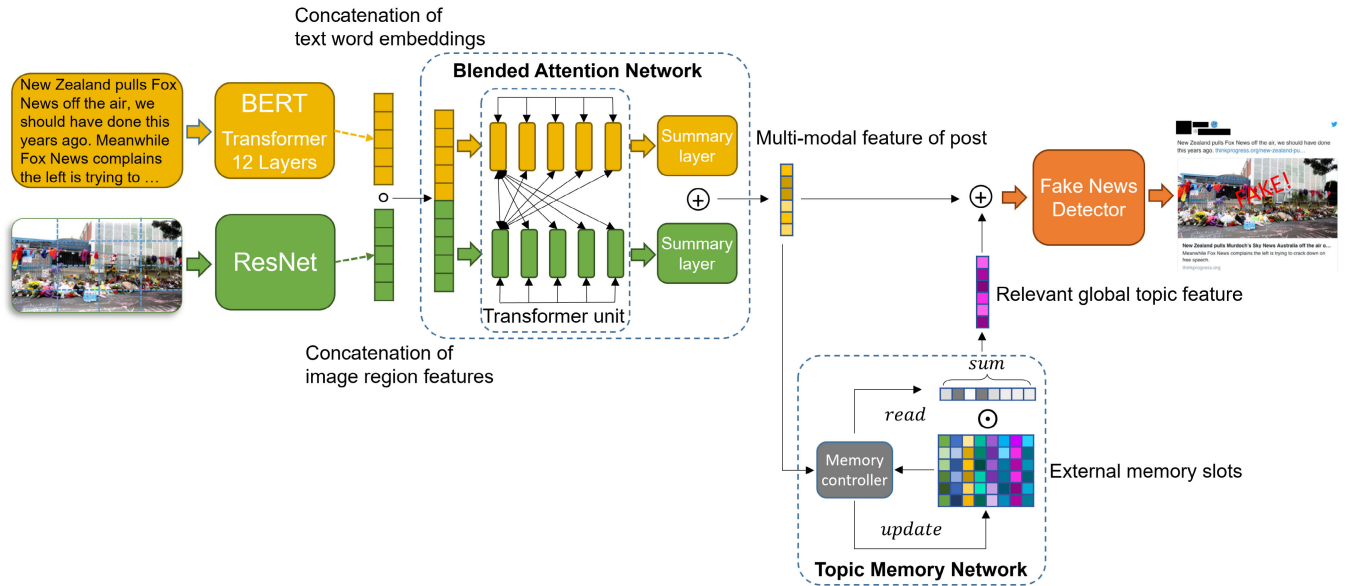 Concatenation of
text word embeddings
Blended Attention Network
New Zealand pulls Fox
News off the air, we
should have done this
years ago. Meanwhile
Fox News complains
the left is trying to …
BERT
Transformer
12 Layers
Summary
layer
Multi-modal feature of post
ResNet
Summary
layer
Transformer unit
Concatenation of
image region features
Fake News
Detector
New Zealand pulls Fox News off the air, we should have done
this years ago. thinkprogress.org/new-zealand-pu...
FAKE!
New Zealand pulls Murdoch's Sky News Australia off the air o...
Meanwhile Fox News complains the left is trying to crack down on
free speech.
thinkprogress.org
Relevant global topic feature
sum
read
Memory
controller
External memory slots
update
Topic Memory Network